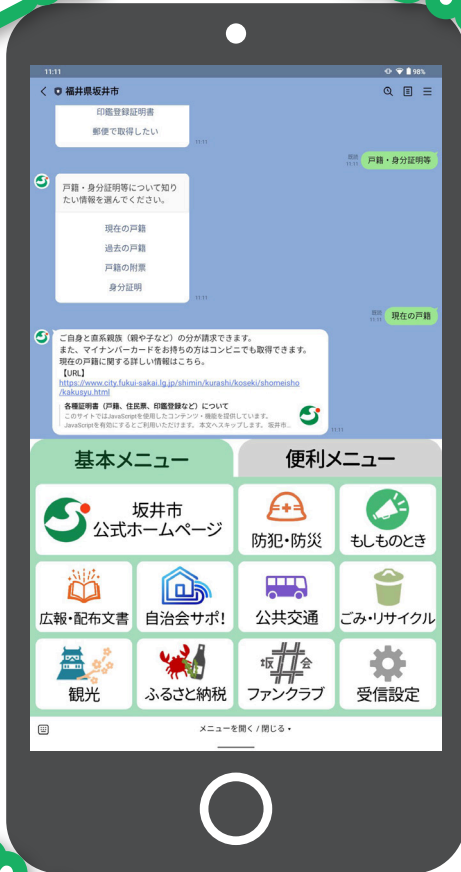 11:11
98%
福井県坂井市
印鑑登録証明書
郵便で取得したい
11:11
既読
11:11
戸籍・身分証明等
戸籍・身分証明等について知り
たい情報を選んでください。
現在の戸籍
過去の戸籍
戸籍の附票
身分証明
11:11
既読
11:11
現在の戸籍
ご自身と直系親族（親や子など）の分が請求できます。
また、マイナンバーカードをお持ちの方はコンビニでも取得できます。
現在の戸籍に関する詳しい情報はこちら。
【URL】
https://www.city.fukui-sakai.lg.jp/shimin/kurashi/koseki/shomeisho
/kakusyu.html
各種証明書（戸籍、住民票、印鑑登録など）について
このサイトではJavaScriptを使用したコンテンツ・機能を提供しています。
JavaScriptを有効にするとご利用いただけます。 本文へスキップします。 坂井市...
11:11
基本メニュー
便利メニュー
坂井市
公式ホームページ
防犯・防災
もしものとき
広報・配布文書
自治会サポ!
公共交通
ごみ・リサイクル
観光
ふるさと納税
坂井会
ファンクラブ
受信設定
メニューを開く / 閉じる